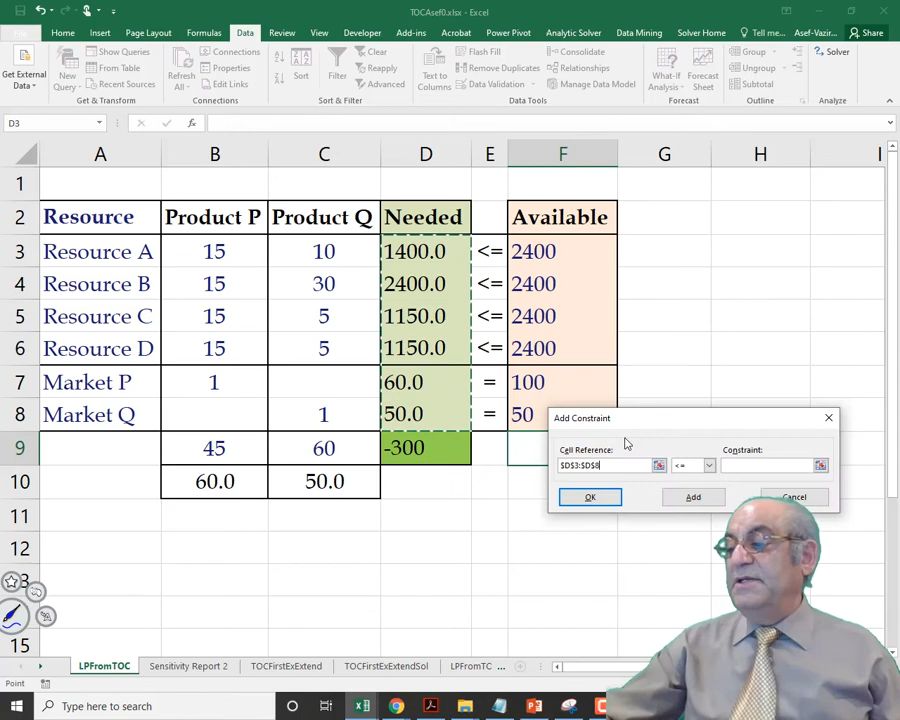 TOCAsef0.xlsx - Excel
File Home Insert Page Layout Formulas Data Review View Developer Add-ins Acrobat Power Pivot Analytic Solver Data Mining Solver Home Tell me... Asef-Vazir... Share
Get External Data
New Query
Show Queries
From Table
Recent Sources
Get & Transform
Refresh All
Connections
Properties
Edit Links
Connections
Sort
Filter
Clear
Reapply
Advanced
Sort & Filter
Text to Columns
Flash Fill
Remove Duplicates
Data Validation
Consolidate
Relationships
Manage Data Model
Data Tools
What-If Analysis
Forecast Sheet
Forecast
Group
Ungroup
Subtotal
Outline
Solver
Analyze
D3
fx
A B C D E F G H I
1
2 Resource Product P Product Q Needed Available
3 Resource A 15 10 1400.0 <= 2400
4 Resource B 15 30 2400.0 <= 2400
5 Resource C 15 5 1150.0 <= 2400
6 Resource D 15 5 1150.0 <= 2400
7 Market P 1 60.0 = 100
8 Market Q 1 50.0 = 50
9 45 60 -300
10 60.0 50.0
11
12
3
15
Add Constraint
Cell Reference: Constraint:
$D$3:$D$8 <=
OK Add Cancel
LPFromTOC Sensitivity Report 2 TOCFirstExExtend TOCFirstExExtendSol LPFromTC ...
Point
Type here to search